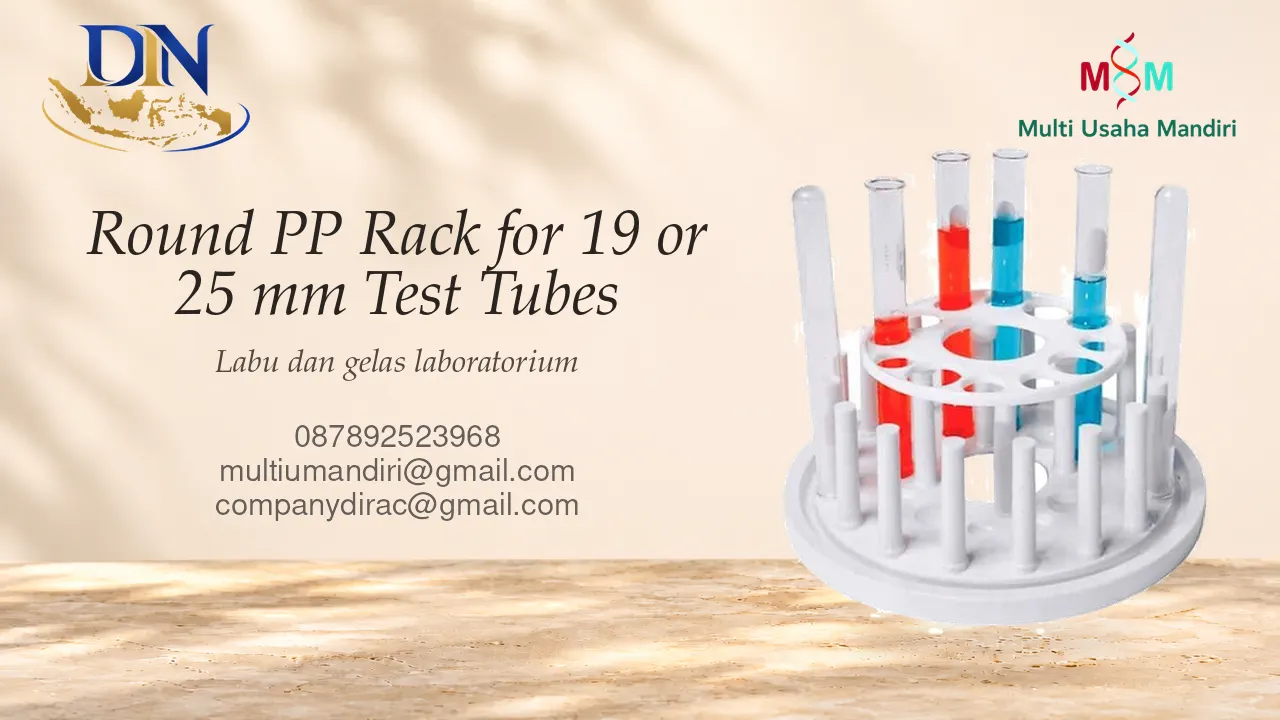 DN
M M
Multi Usaha Mandiri
Round PP Rack for 19 or
25 mm Test Tubes
Labu dan gelas laboratorium
087892523968
multiumandiri@gmail.com
companydirac@gmail.com